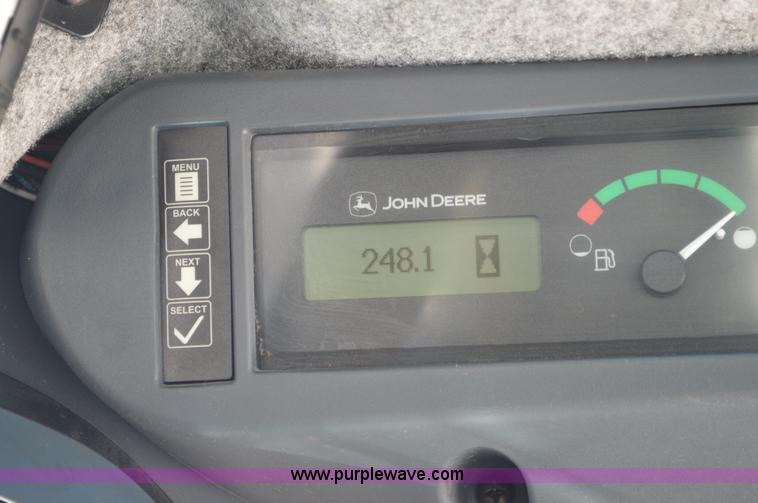 MENU
BACK
NEXT
SELECT
JOHN DEERE
248.1
www.purplewave.com